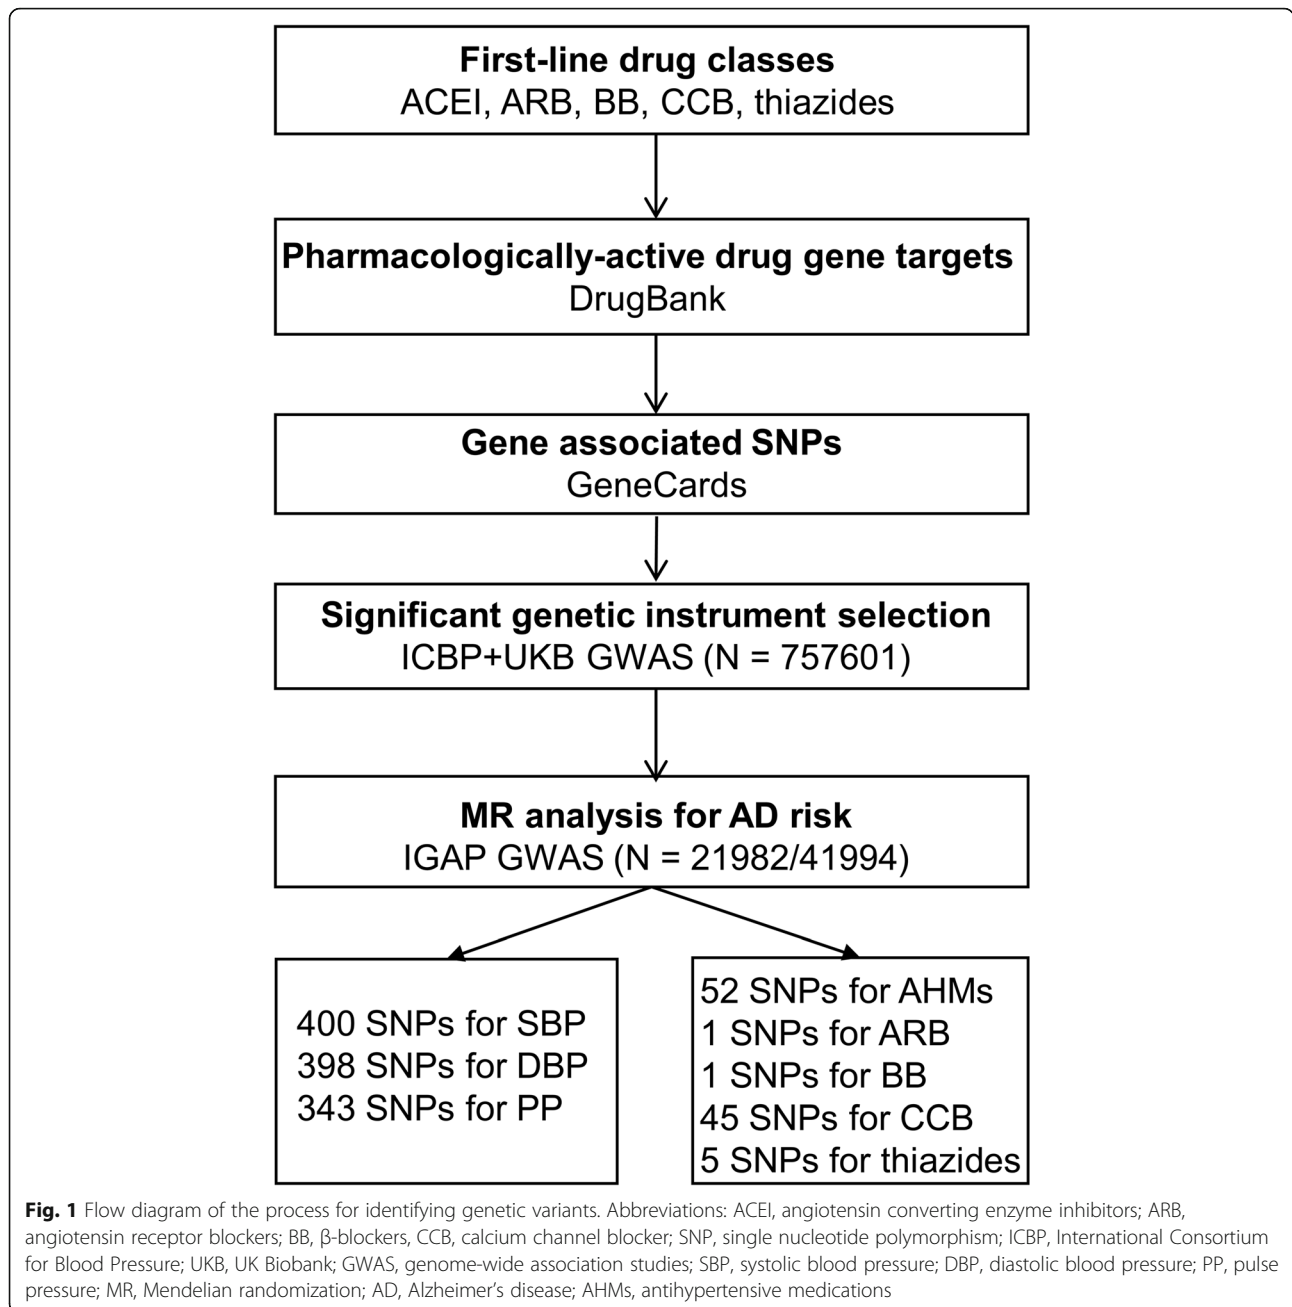 First-line drug classes
ACEI, ARB, BB, CCB, thiazides
Pharmacologically-active drug gene targets
DrugBank
Gene associated SNPs
GeneCards
Significant genetic instrument selection
ICBP+UKB GWAS (N = 757601)
MR analysis for AD risk
IGAP GWAS (N = 21982/41994)
400 SNPs for SBP
398 SNPs for DBP
343 SNPs for PP
52 SNPs for AHMs
1 SNPs for ARB
1 SNPs for BB
45 SNPs for CCB
5 SNPs for thiazides
Fig. 1 Flow diagram of the process for identifying genetic variants. Abbreviations: ACEI, angiotensin converting enzyme inhibitors; ARB,
angiotensin receptor blockers; BB, β-blockers, CCB, calcium channel blocker; SNP, single nucleotide polymorphism; ICBP, International Consortium
for Blood Pressure; UKB, UK Biobank; GWAS, genome-wide association studies; SBP, systolic blood pressure; DBP, diastolic blood pressure; PP, pulse
pressure; MR, Mendelian randomization; AD, Alzheimer's disease; AHMs, antihypertensive medications